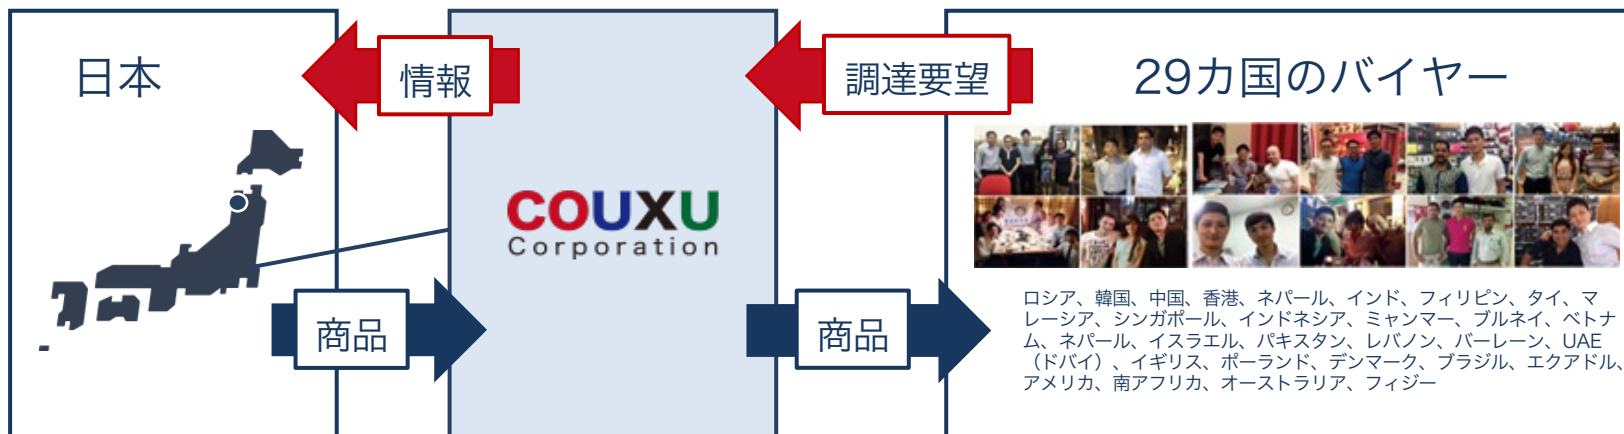 日本
情報
調達要望
29カ国のバイヤー
COUXU
Corporation
商品
商品
ロシア、韓国、中国、香港、ネパール、インド、フィリピン、タイ、マ
レーシア、シンガポール、インドネシア、ミャンマー、ブルネイ、ベトナ
ム、ネパール、イスラエル、パキスタン、レバノン、バーレーン、UAE
（ドバイ）、イギリス、ポーランド、デンマーク、ブラジル、エクアドル、
アメリカ、南アフリカ、オーストラリア、フィジー